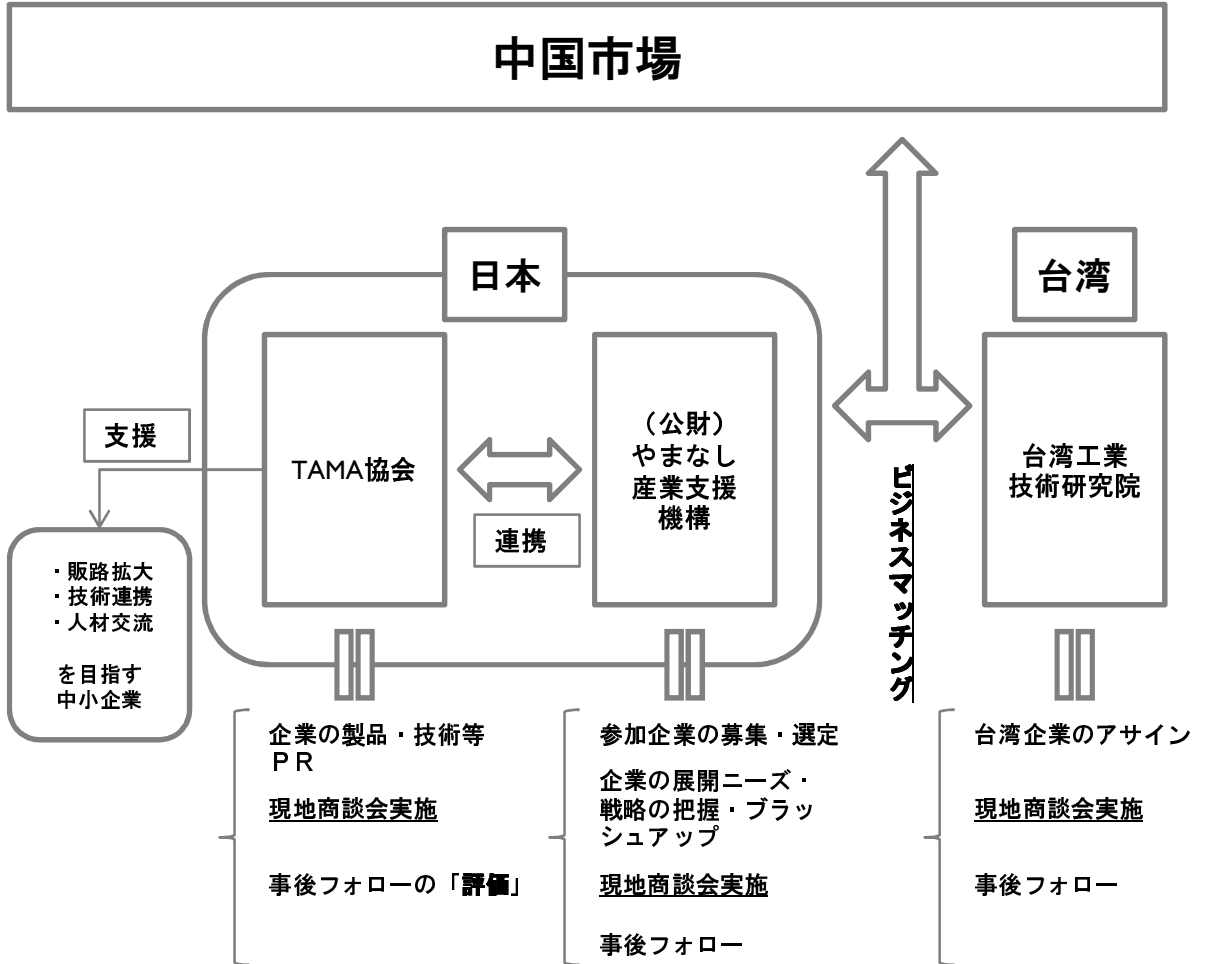 中国市場
日本
台湾
支援
TAMA協会
連携
（公財）
やまなし
産業支援
機構
ビジネスマッチング
台湾工業
技術研究院
・販路拡大
・技術連携
・人材交流
を目指す
中小企業
企業の製品・技術等
ＰＲ
現地商談会実施
事後フォローの「評価」
参加企業の募集・選定
企業の展開ニーズ・
戦略の把握・ブラッ
シュアップ
現地商談会実施
事後フォロー
台湾企業のアサイン
現地商談会実施
事後フォロー